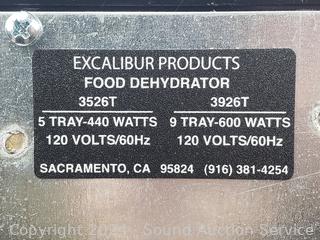 EXCALIBUR PRODUCTS
FOOD DEHYDRATOR
3526T 3926T
5 TRAY-440 WATTS 9 TRAY-600 WATTS
120 VOLTS/60Hz 120 VOLTS/60Hz
SACRAMENTO, CA 95824 (916) 381-4254
Copyright 2024 Sound Auction Service